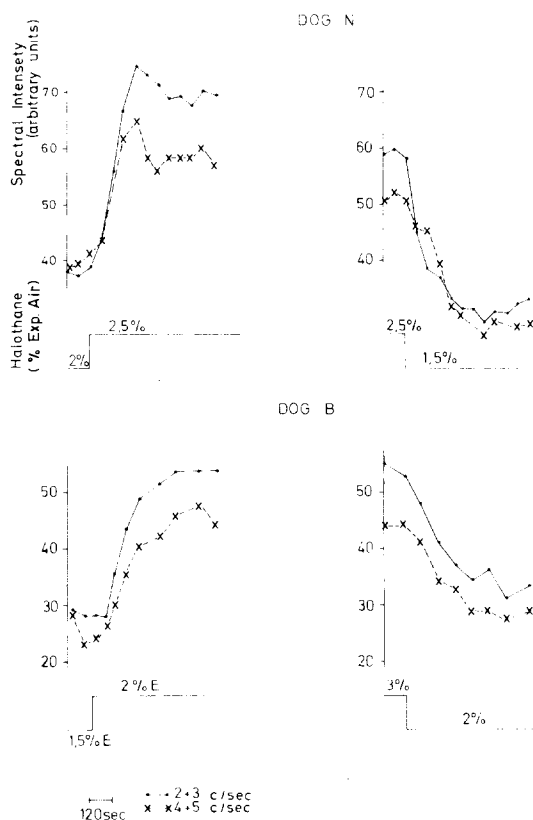 DOG N
Spectral Intensety
(arbitrary units)
70
60
50
40
70
60
50
40
Halothane
(% Exp. Air)
2%
2,5%
2,5%
1,5%
DOG B
50
40
30
20
50
40
30
20
1,5% E
2% E
3%
2%
120sec
2+3 c/sec
4+5 c/sec